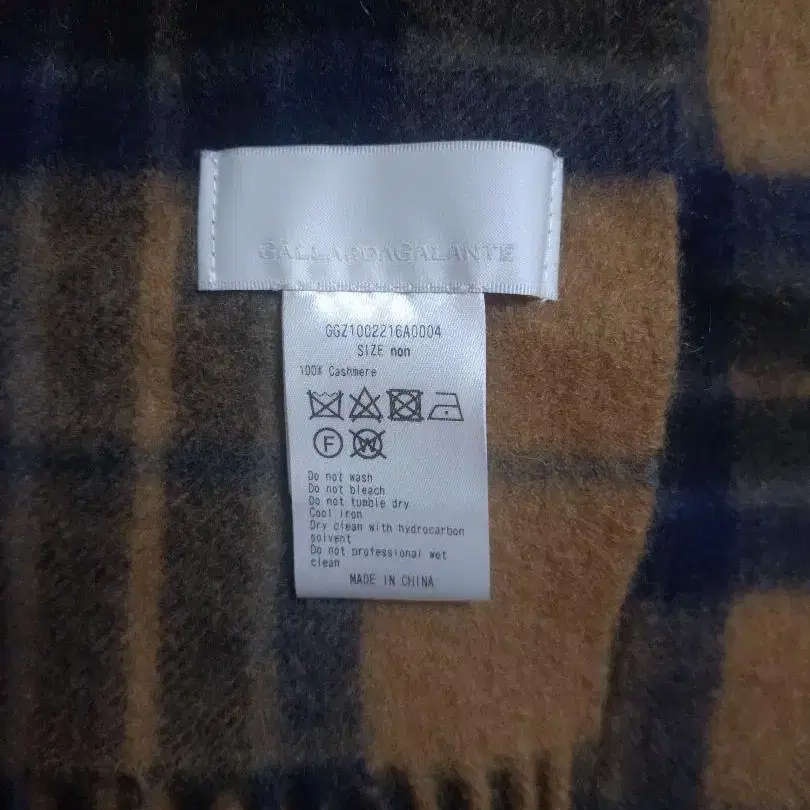 GALLARDAGALANTE
GGZ1002216A0004
SIZE non
100% Cashmere
F
W
Do not wash
Do not bleach
Do not tumble dry
Cool iron
Dry clean with hydrocarbon
solvent
Do not professional wet
clean
MADE IN CHINA